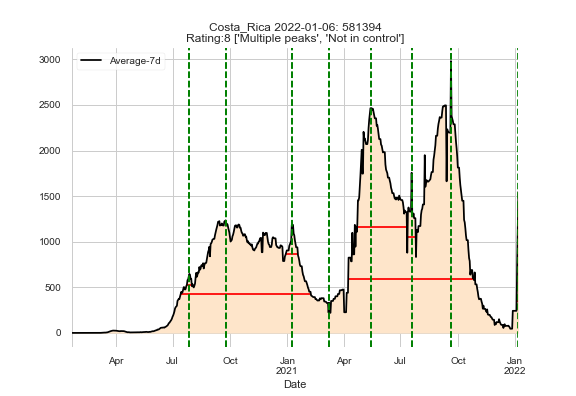 Costa_Rica 2022-01-06: 581394
Rating:8 ['Multiple peaks', 'Not in control']
Average-7d
3000
2500
2000
1500
1000
500
0
Apr Jul Oct Jan Apr Jul Oct Jan
2021 2022
Date